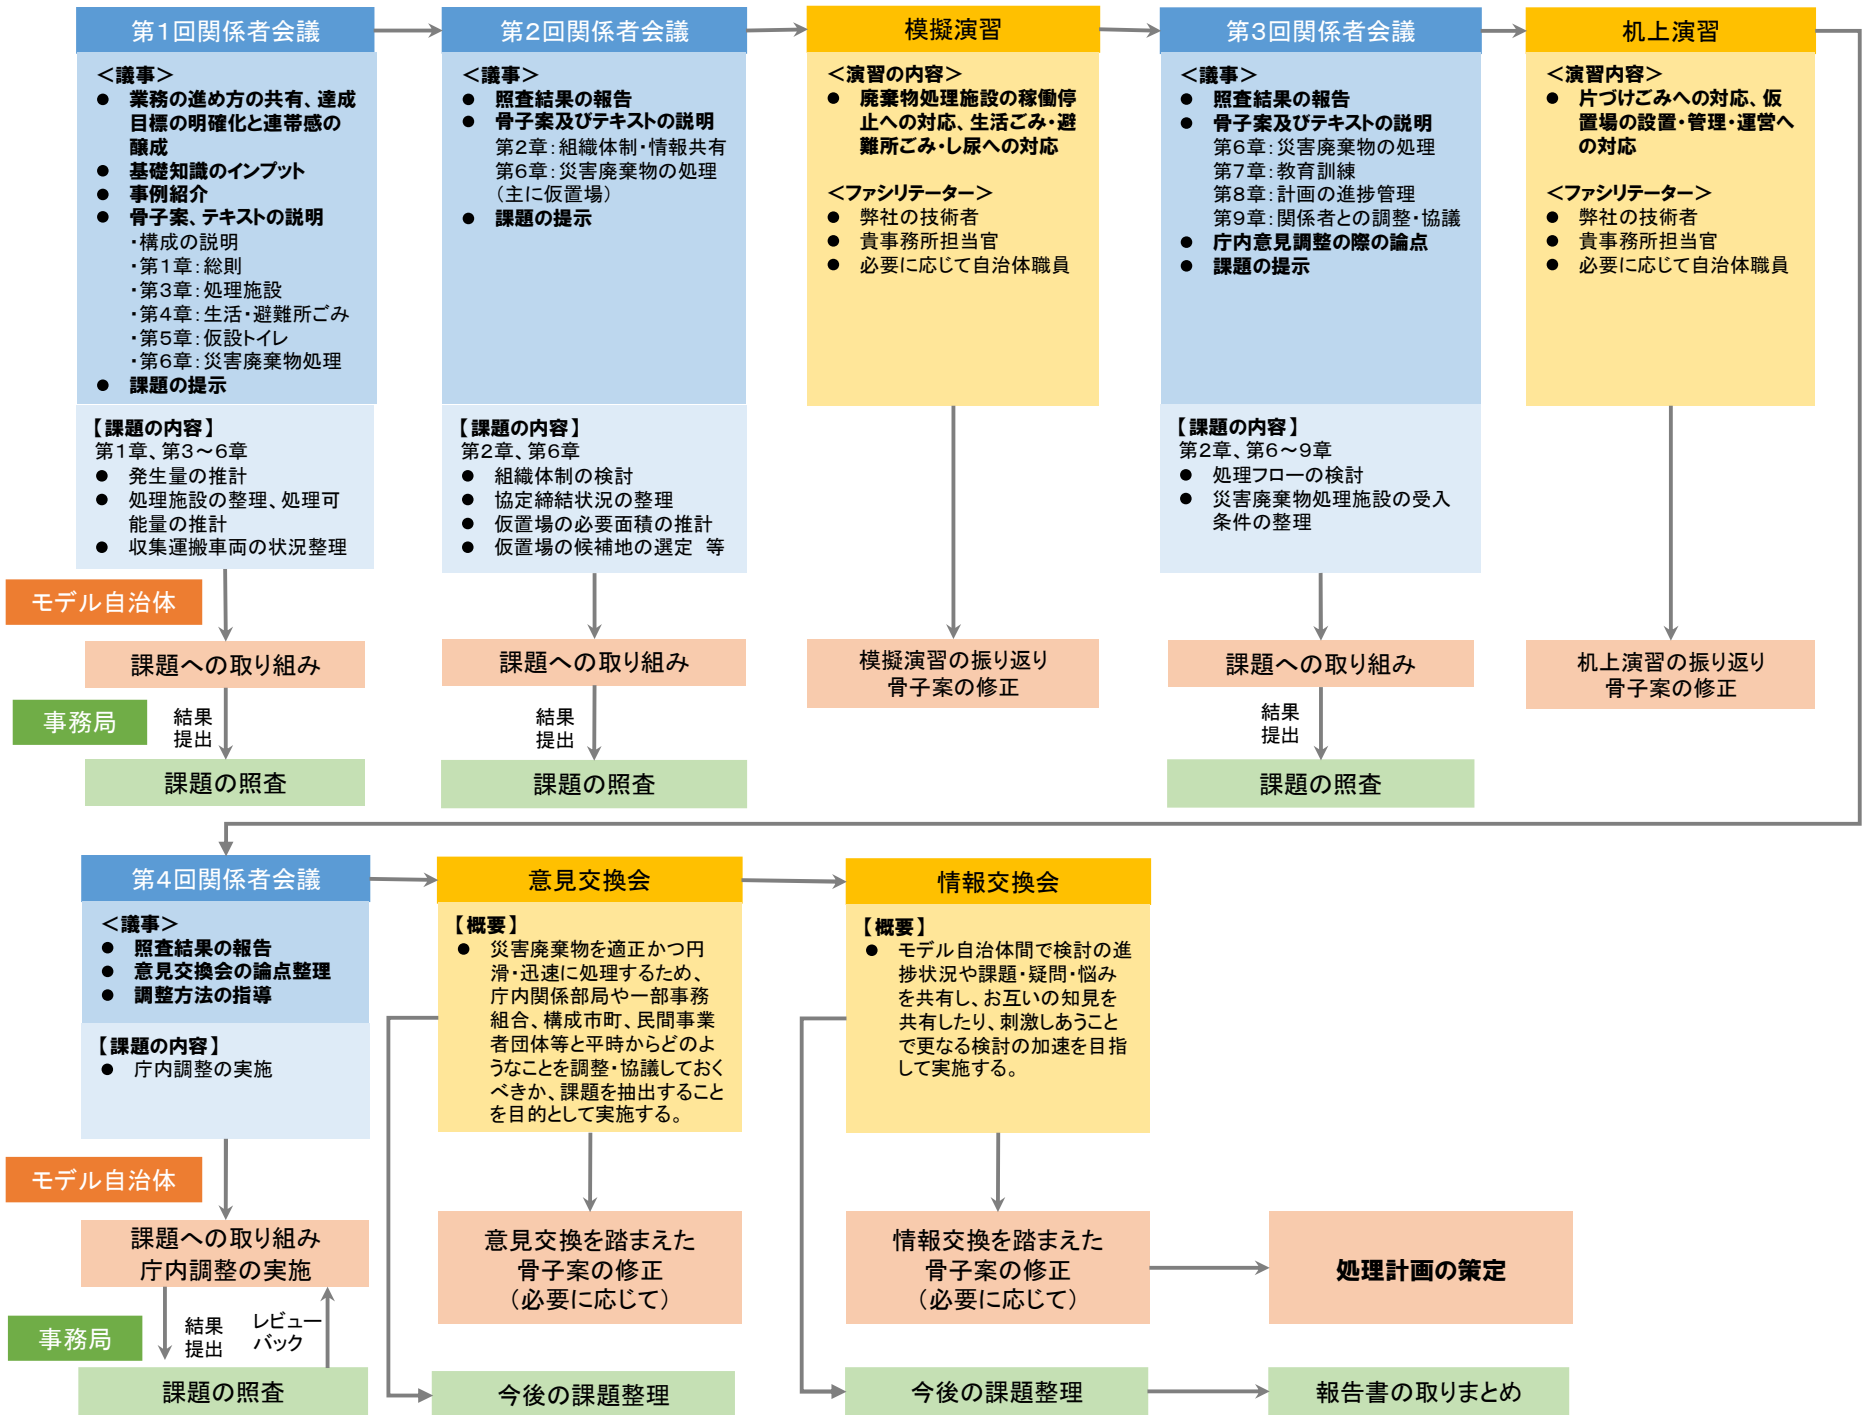 第1回関係者会議
＜議事＞
● 業務の進め方の共有、達成
目標の明確化と連帯感の
醸成
● 基礎知識のインプット
● 事例紹介
● 骨子案、テキストの説明
・構成の説明
・第1章：総則
・第3章：処理施設
・第4章：生活・避難所ごみ
・第5章：仮設トイレ
・第6章：災害廃棄物処理
● 課題の提示
【課題の内容】
第1章、第3～6章
● 発生量の推計
● 処理施設の整理、処理可
能量の推計
● 収集運搬車両の状況整理
第2回関係者会議
＜議事＞
● 照査結果の報告
● 骨子案及びテキストの説明
第2章：組織体制・情報共有
第6章：災害廃棄物の処理
（主に仮置場）
● 課題の提示
【課題の内容】
第2章、第6章
● 組織体制の検討
● 協定締結状況の整理
● 仮置場の必要面積の推計
● 仮置場の候補地の選定　等
模擬演習
＜演習の内容＞
● 廃棄物処理施設の稼働停
止への対応、生活ごみ・避
難所ごみ・し尿への対応
＜ファシリテーター＞
● 弊社の技術者
● 貴事務所担当官
● 必要に応じて自治体職員
第3回関係者会議
＜議事＞
● 照査結果の報告
● 骨子案及びテキストの説明
第6章：災害廃棄物の処理
第7章：教育訓練
第8章：計画の進捗管理
第9章：関係者との調整・協議
● 庁内意見調整の際の論点
● 課題の提示
【課題の内容】
第2章、第6～9章
● 処理フローの検討
● 災害廃棄物処理施設の受入
条件の整理
机上演習
＜演習内容＞
● 片づけごみへの対応、仮
置場の設置・管理・運営へ
の対応
＜ファシリテーター＞
● 弊社の技術者
● 貴事務所担当官
● 必要に応じて自治体職員
モデル自治体
課題への取り組み
課題への取り組み
模擬演習の振り返り
骨子案の修正
課題への取り組み
机上演習の振り返り
骨子案の修正
事務局
結果
提出
結果
提出
結果
提出
課題の照査
課題の照査
課題の照査
第4回関係者会議
＜議事＞
● 照査結果の報告
● 意見交換会の論点整理
● 調整方法の指導
【課題の内容】
● 庁内調整の実施
意見交換会
【概要】
● 災害廃棄物を適正かつ円
滑・迅速に処理するため、
庁内関係部局や一部事務
組合、構成市町、民間事業
者団体等と平時からどのよ
うなことを調整・協議しておく
べきか、課題を抽出すること
を目的として実施する。
情報交換会
【概要】
● モデル自治体間で検討の進
捗状況や課題・疑問・悩み
を共有し、お互いの知見を
共有したり、刺激しあうこと
で更なる検討の加速を目指
して実施する。
モデル自治体
課題への取り組み
庁内調整の実施
意見交換を踏まえた
骨子案の修正
（必要に応じて）
情報交換を踏まえた
骨子案の修正
（必要に応じて）
処理計画の策定
事務局
結果
提出
レビュー
バック
課題の照査
今後の課題整理
今後の課題整理
報告書の取りまとめ